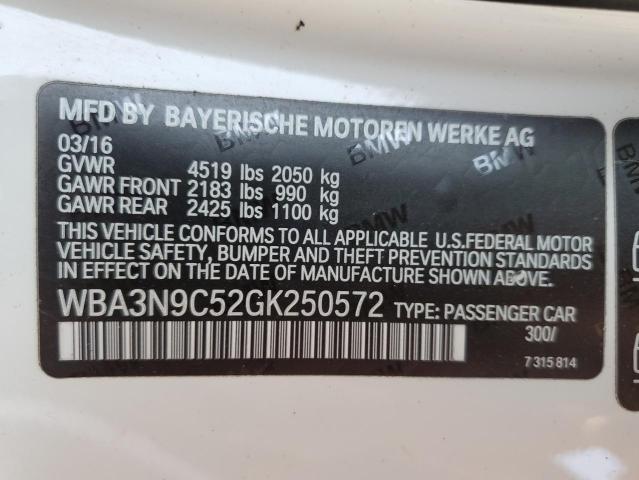 MFD BY BAYERISCHE MOTOREN WERKE AG
03/16
GVWR 4519 lbs 2050 kg
GAWR FRONT 2183 lbs 990 kg
GAWR REAR 2425 lbs 1100 kg
THIS VEHICLE CONFORMS TO ALL APPLICABLE U.S.FEDERAL MOTOR
VEHICLE SAFETY, BUMPER AND THEFT PREVENTION STANDARDS
IN EFFECT ON THE DATE OF MANUFACTURE SHOWN ABOVE.
WBA3N9C52GK250572 TYPE: PASSENGER CAR
300/
7 315 814